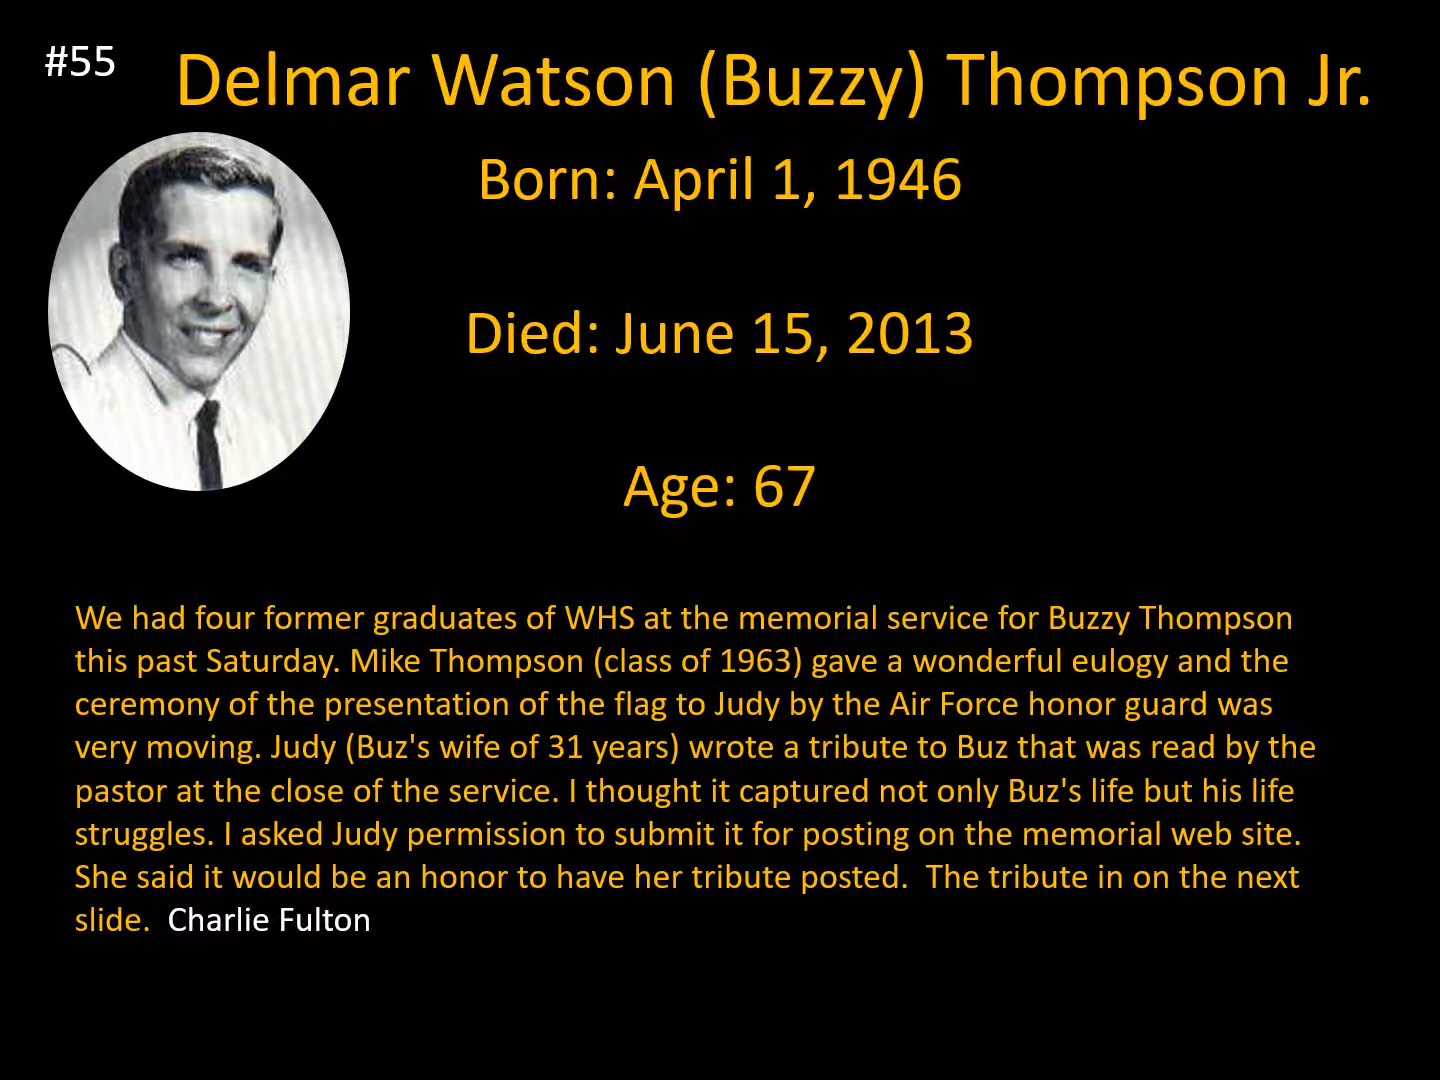 #55
Delmar Watson (Buzzy) Thompson Jr.
Born: April 1, 1946
Died: June 15, 2013
Age: 67
We had four former graduates of WHS at the memorial service for Buzzy Thompson
this past Saturday. Mike Thompson (class of 1963) gave a wonderful eulogy and the
ceremony of the presentation of the flag to Judy by the Air Force honor guard was
very moving. Judy (Buz's wife of 31 years) wrote a tribute to Buz that was read by the
pastor at the close of the service. I thought it captured not only Buz's life but his life
struggles. I asked Judy permission to submit it for posting on the memorial web site.
She said it would be an honor to have her tribute posted.  The tribute in on the next
slide.  Charlie Fulton